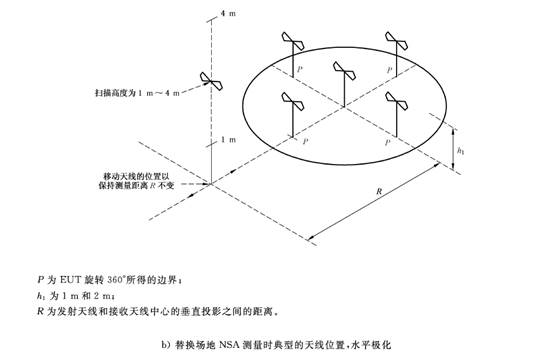 4 m
扫描高度为 1 m～4 m
1 m
移动天线的位置以
保持测量距离 R 不变
P
P
P
P
h₁
R
P 为 EUT 旋转 360°所得的边界；
h₁ 为 1 m 和 2 m；
R 为发射天线和接收天线中心的垂直投影之间的距离。
b) 替换场地 NSA 测量时典型的天线位置,水平极化